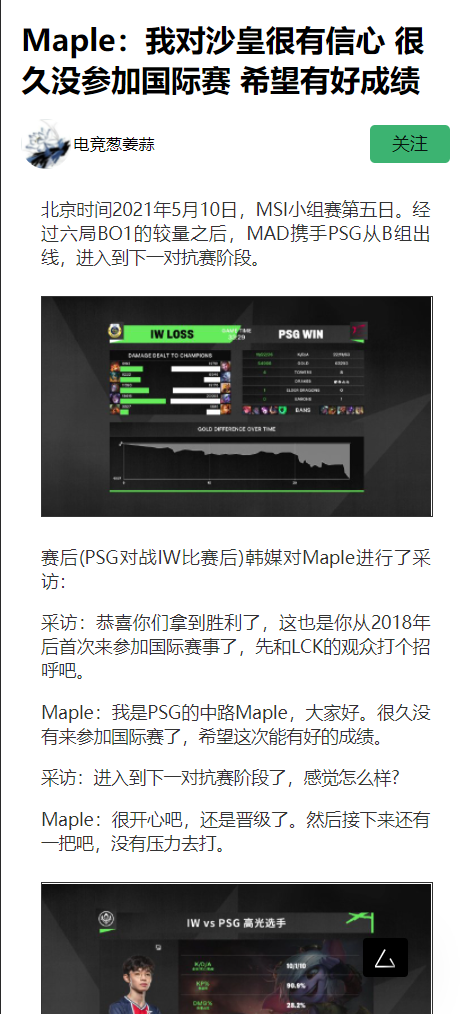 Maple：我对沙皇很有信心 很
久没参加国际赛 希望有好成绩
电竞葱姜蒜
关注
北京时间2021年5月10日，MSI小组赛第五日。经
过六局BO1的较量之后，MAD携手PSG从B组出
线，进入到下一对抗赛阶段。
IW LOSS
GAME TIME
PSG WIN
DAMAGE DEALT TO CHAMPIONS
K/D/A
GOLD
TOWERS
DRAKES
ELDER DRAGONS
BARONS
BANS
GOLD DIFFERENCE OVER TIME
赛后(PSG对战IW比赛后)韩媒对Maple进行了采
访：
采访：恭喜你们拿到胜利了，这也是你从2018年
后首次来参加国际赛事了，先和LCK的观众打个招
呼吧。
Maple：我是PSG的中路Maple，大家好。很久没
有来参加国际赛了，希望这次能有好的成绩。
采访：进入到下一对抗赛阶段了，感觉怎么样?
Maple：很开心吧，还是晋级了。然后接下来还有
一把吧，没有压力去打。
IW vs PSG 高光选手
K/D/A
10/1/10
KP%
90.9%
DMG%
28.2%